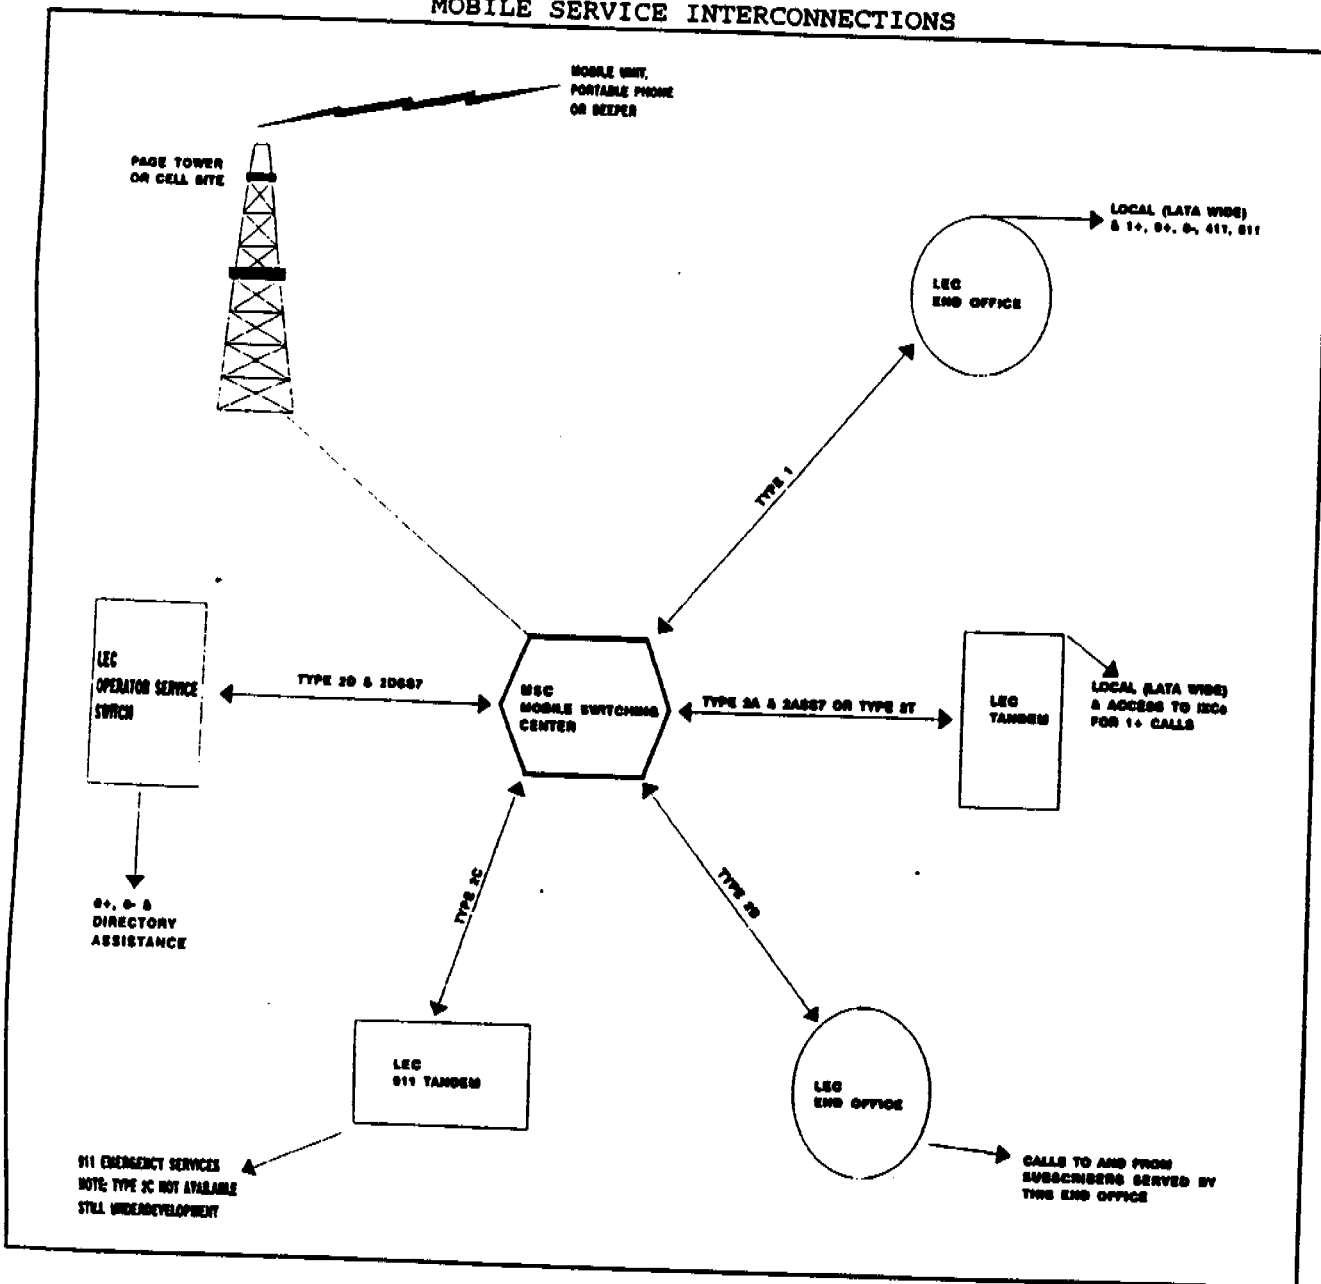 MOBILE SERVICE INTERCONNECTIONS
MOBILE UNIT,
PORTABLE PHONE
OR BEEPER
PAGE TOWER
OR CELL SITE
LOCAL (LATA WIDE)
& 1+, 0+, 0-, 411, 611
LEC
END OFFICE
TYPE 1
LEC
OPERATOR SERVICE
SWITCH
TYPE 2D & 2DSS7
MSC
MOBILE SWITCHING
CENTER
TYPE 2A & 2ASS7 OR TYPE 2T
LEC
TANDEM
LOCAL (LATA WIDE)
& ACCESS TO IXCs
FOR 1+ CALLS
0+, 0- &
DIRECTORY
ASSISTANCE
TYPE 2C
TYPE 2B
LEC
911 TANDEM
LEC
END OFFICE
911 EMERGENCY SERVICES
NOTE; TYPE 2C NOT AVAILABLE
STILL UNDERDEVELOPMENT
CALLS TO AND FROM
SUBSCRIBERS SERVED BY
THIS END OFFICE